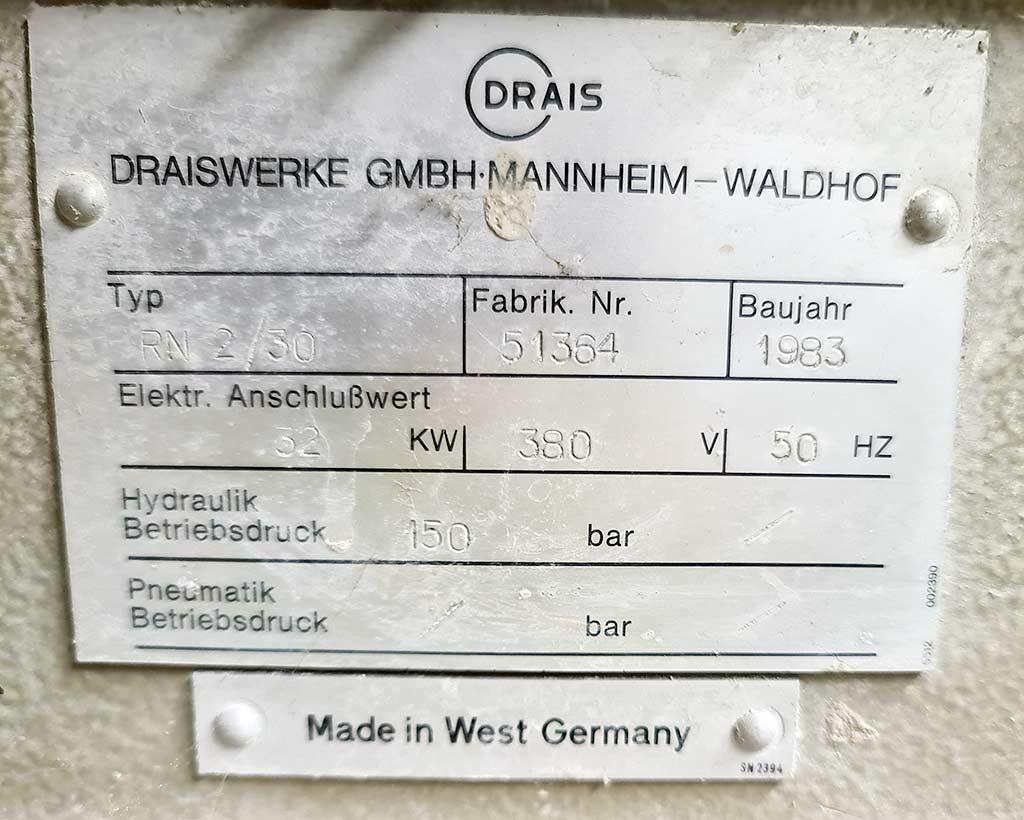 DRAIS
DRAISWERKE GMBH·MANNHEIM–WALDHOF
Typ Fabrik. Nr. Baujahr
RN 2/30 51364 1983
Elektr. Anschlußwert
32 KW 380 V 50 HZ
Hydraulik
Betriebsdruck 150 bar
Pneumatik
Betriebsdruck bar
002390
Made in West Germany
SN 2394